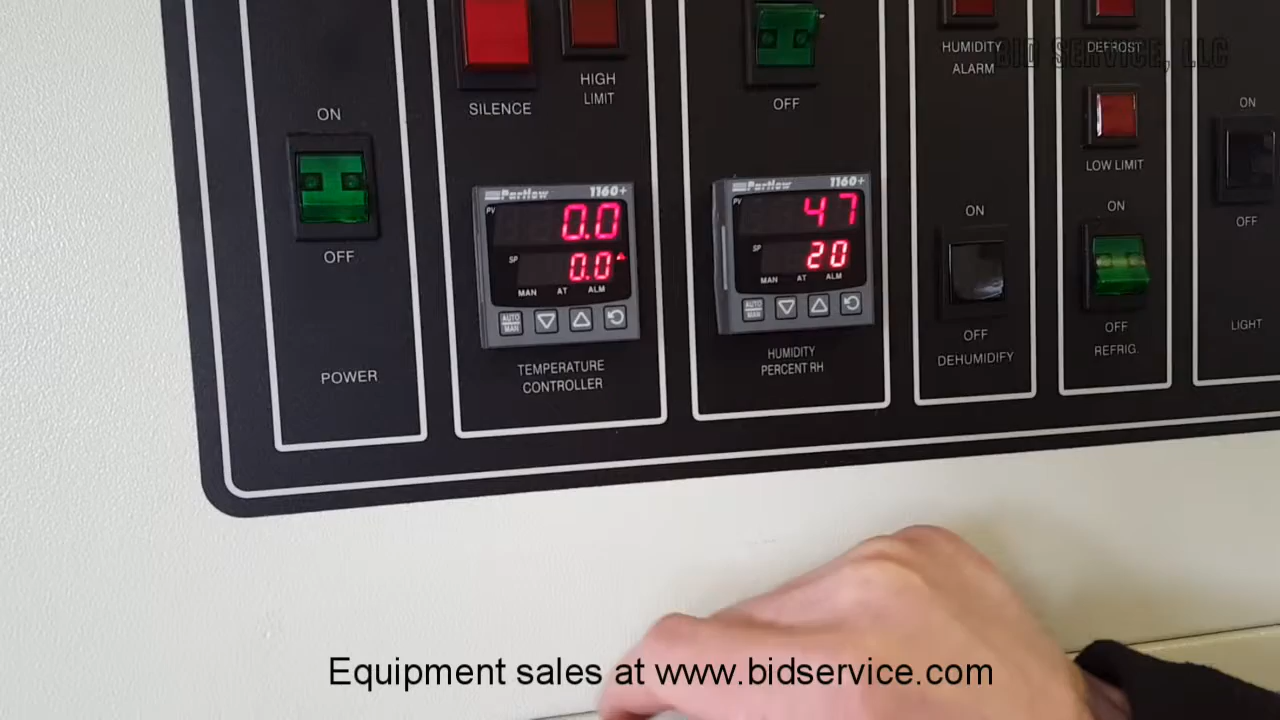 ON
OFF
POWER
SILENCE
HIGH
LIMIT
Partlow 1160+
PV
0.0
SP
0.0
MAN AT ALM
AUTO
MAN
TEMPERATURE
CONTROLLER
OFF
Partlow 1160+
PV
47
SP
20
MAN AT ALM
AUTO
MAN
HUMIDITY
PERCENT RH
HUMIDITY
ALARM
ON
OFF
DEHUMIDIFY
DEFROST
LOW LIMIT
ON
OFF
REFRIG.
ON
OFF
LIGHT
BID SERVICE, LLC
Equipment sales at www.bidservice.com